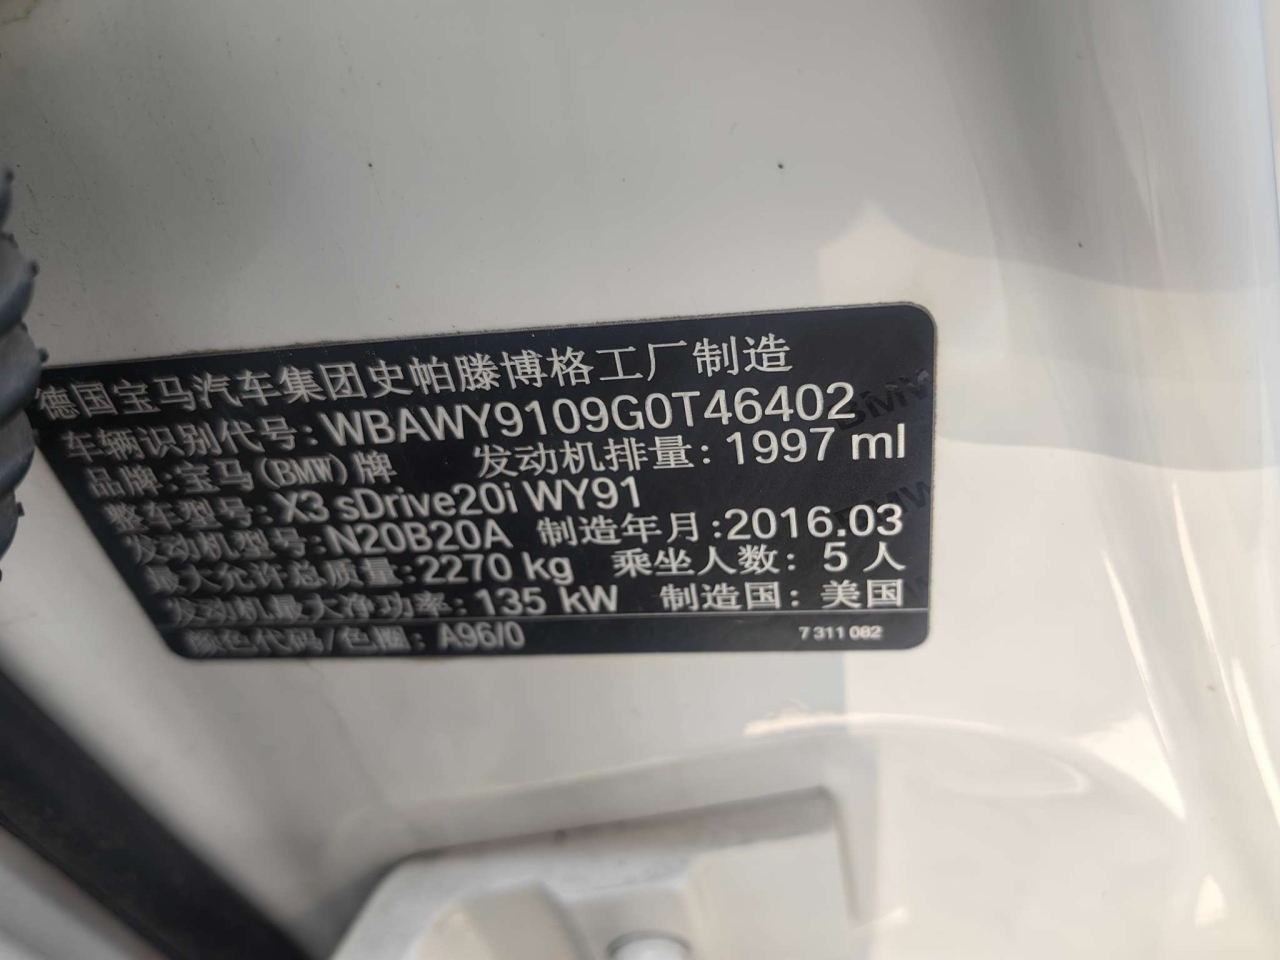 德国宝马汽车集团史帕滕博格工厂制造
车辆识别代号: WBAWY9109G0T46402
品牌: 宝马(BMW)牌 发动机排量: 1997 ml
整车型号: X3 sDrive20i WY91
发动机型号: N20B20A 制造年月: 2016.03
最大允许总质量: 2270 kg 乘坐人数: 5 人
发动机最大净功率: 135 kW 制造国: 美国
颜色代码/色圈: A96/0 7 311 082